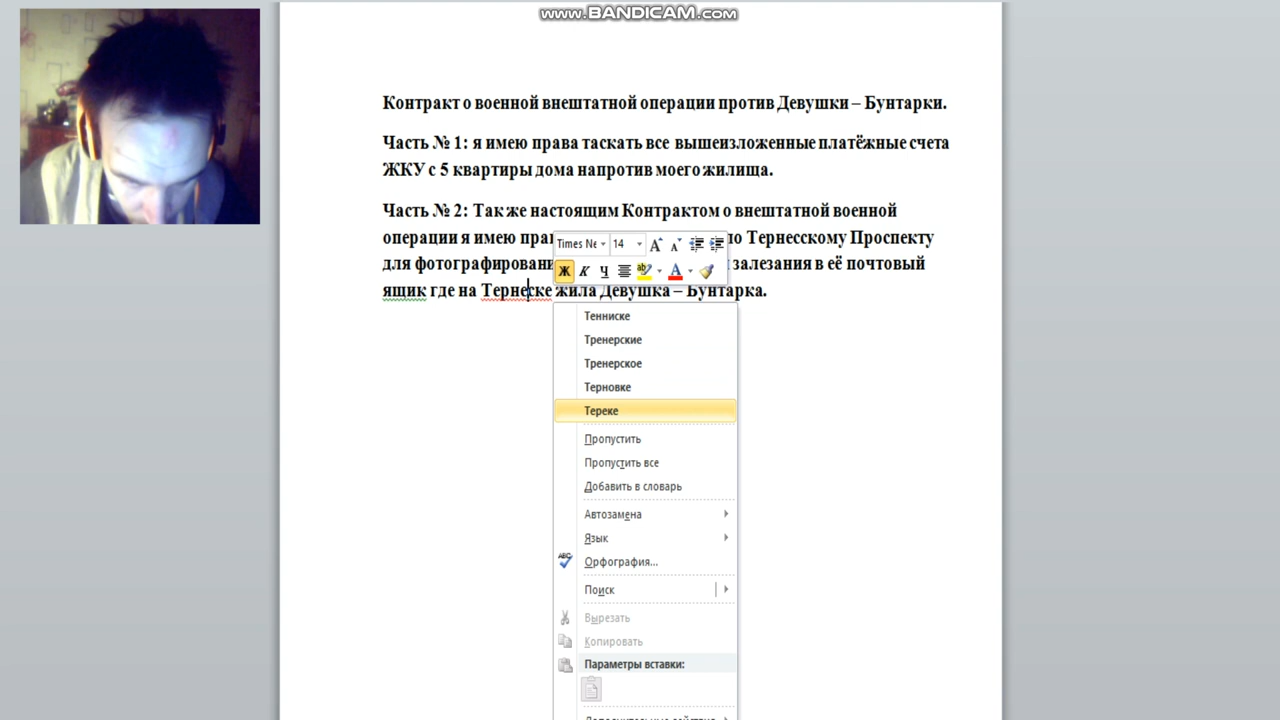 www.BANDICAM.com
Контракт о военной внештатной операции против Девушки – Бунтарки.
Часть № 1: я имею права таскать все вышеизложенные платёжные счета
ЖКУ с 5 квартиры дома напротив моего жилища.
Часть № 2: Так же настоящим Контрактом о внештатной военной
операции я имею по Тернесскому Проспекту
Times Ne 14
для залезания в её почтовый
Ж К Ч
ящик где на Тернеске жила Девушка – Бунтарка.
Тенниске
Тренерские
Тренерское
Терновке
Тереке
Пропустить
Пропустить все
Добавить в словарь
Автозамена
Язык
Орфография...
Поиск
Вырезать
Копировать
Параметры вставки: